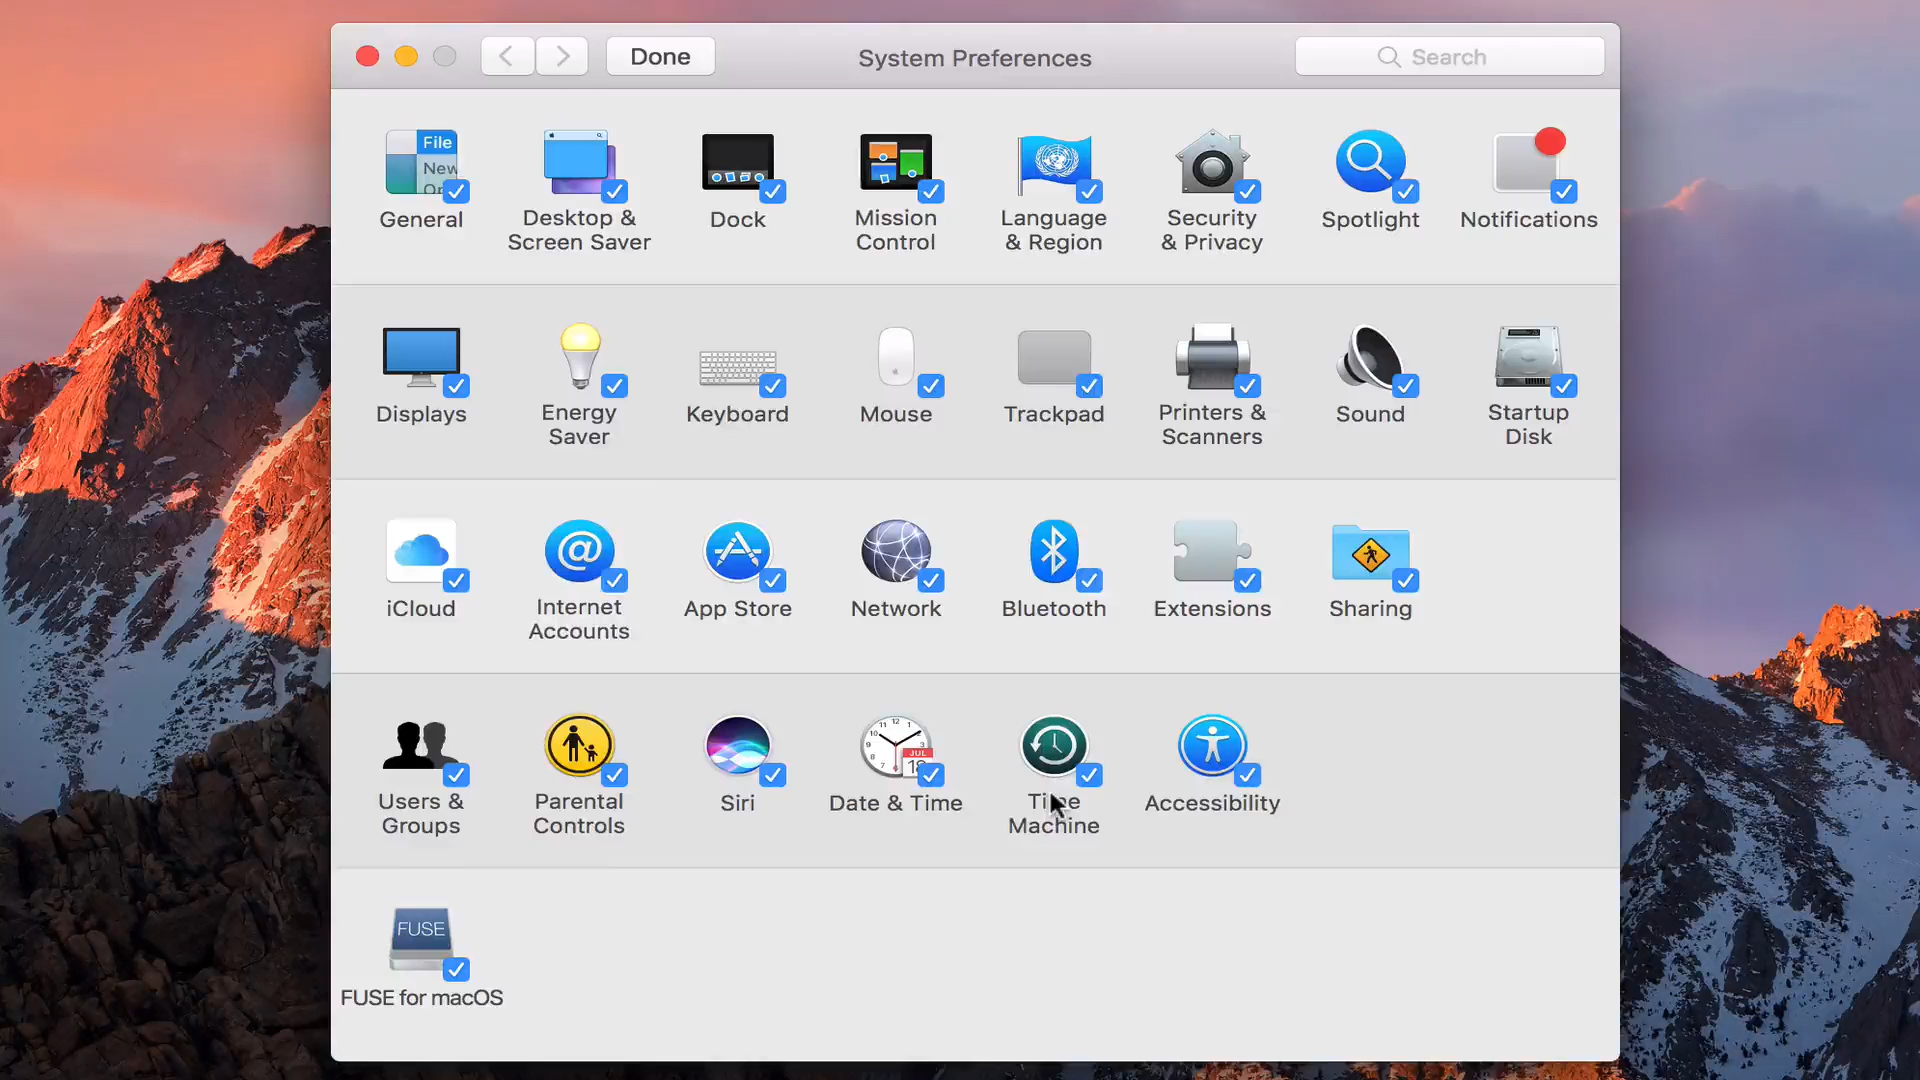 Done
System Preferences
Search
File
New
General
Desktop &
Screen Saver
Dock
Mission
Control
Language
& Region
Security
& Privacy
Spotlight
Notifications
Displays
Energy
Saver
Keyboard
Mouse
Trackpad
Printers &
Scanners
Sound
Startup
Disk
iCloud
@
Internet
Accounts
App Store
Network
Bluetooth
Extensions
Sharing
Users &
Groups
Parental
Controls
Siri
JUL
18
Date & Time
Time
Machine
Accessibility
FUSE
FUSE for macOS